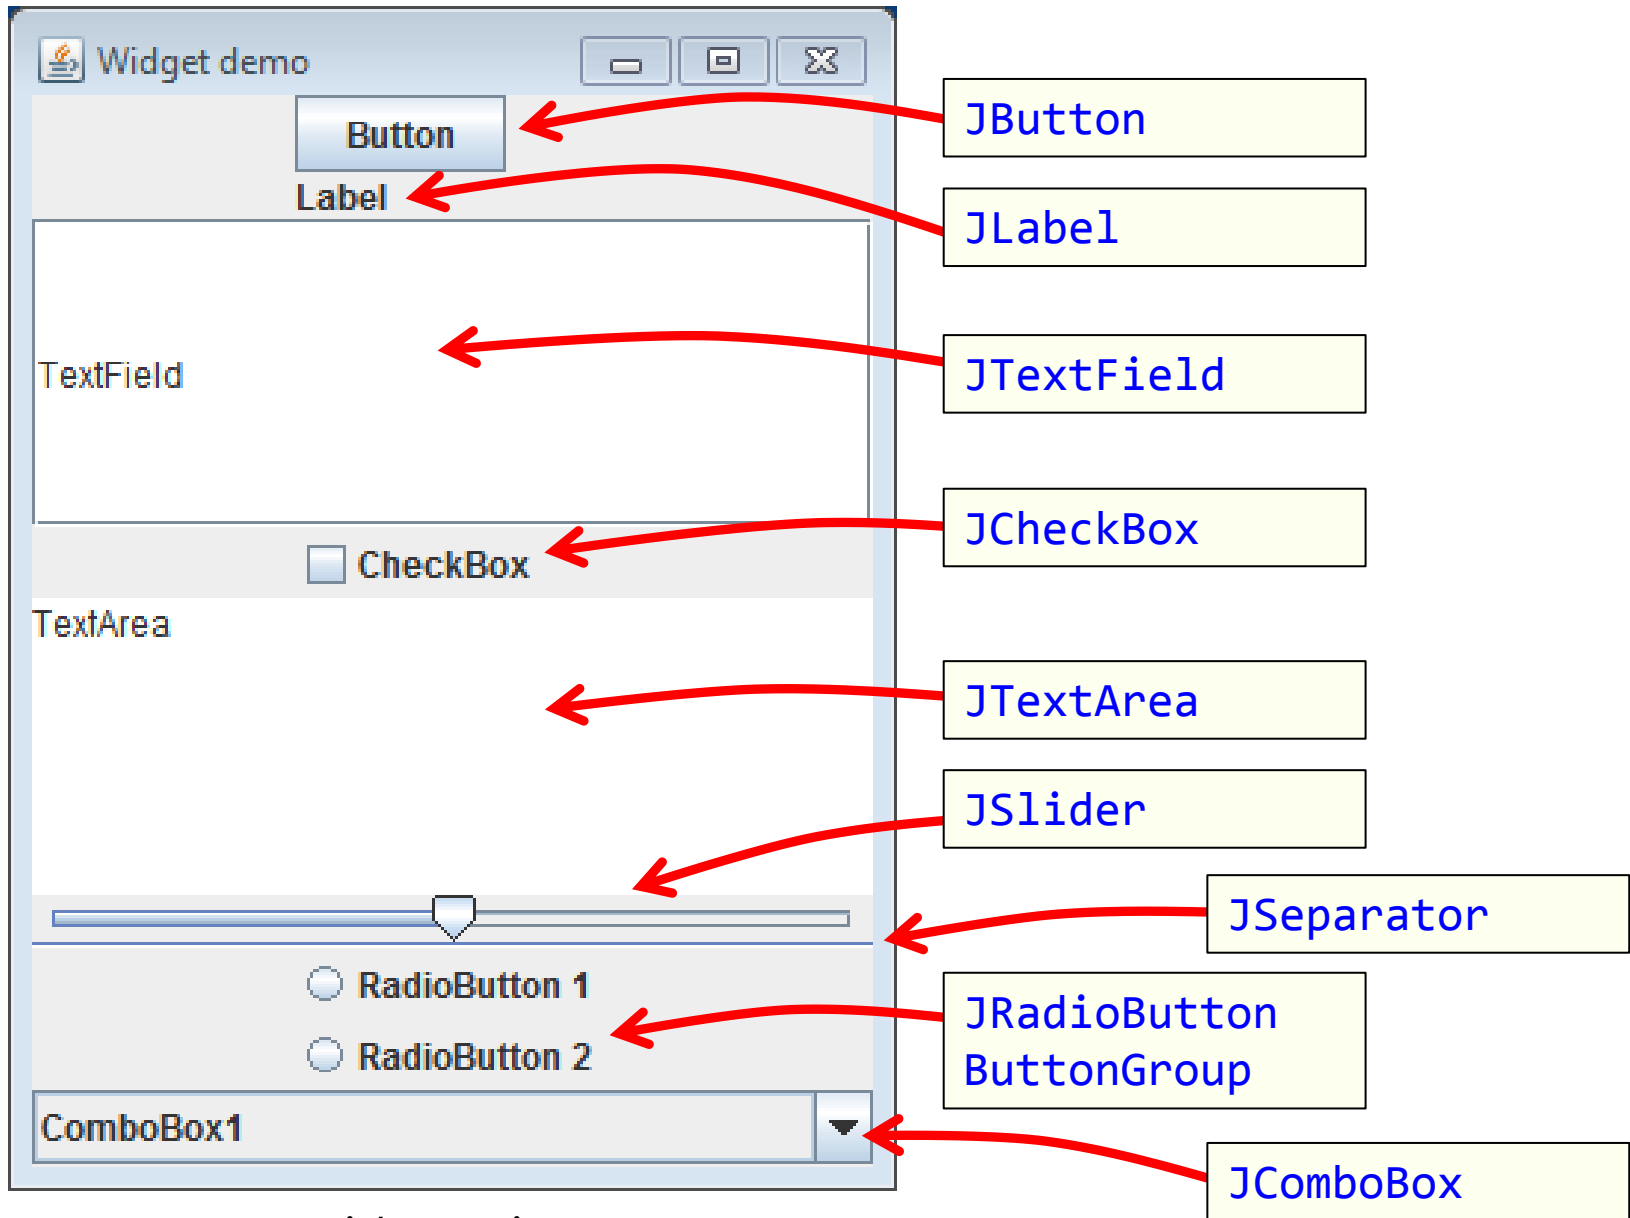 Widget demo
Button
JButton
Label
JLabel
TextField
JTextField
CheckBox
JCheckBox
TextArea
JTextArea
JSlider
JSeparator
RadioButton 1
RadioButton 2
JRadioButton
ButtonGroup
ComboBox1
JComboBox